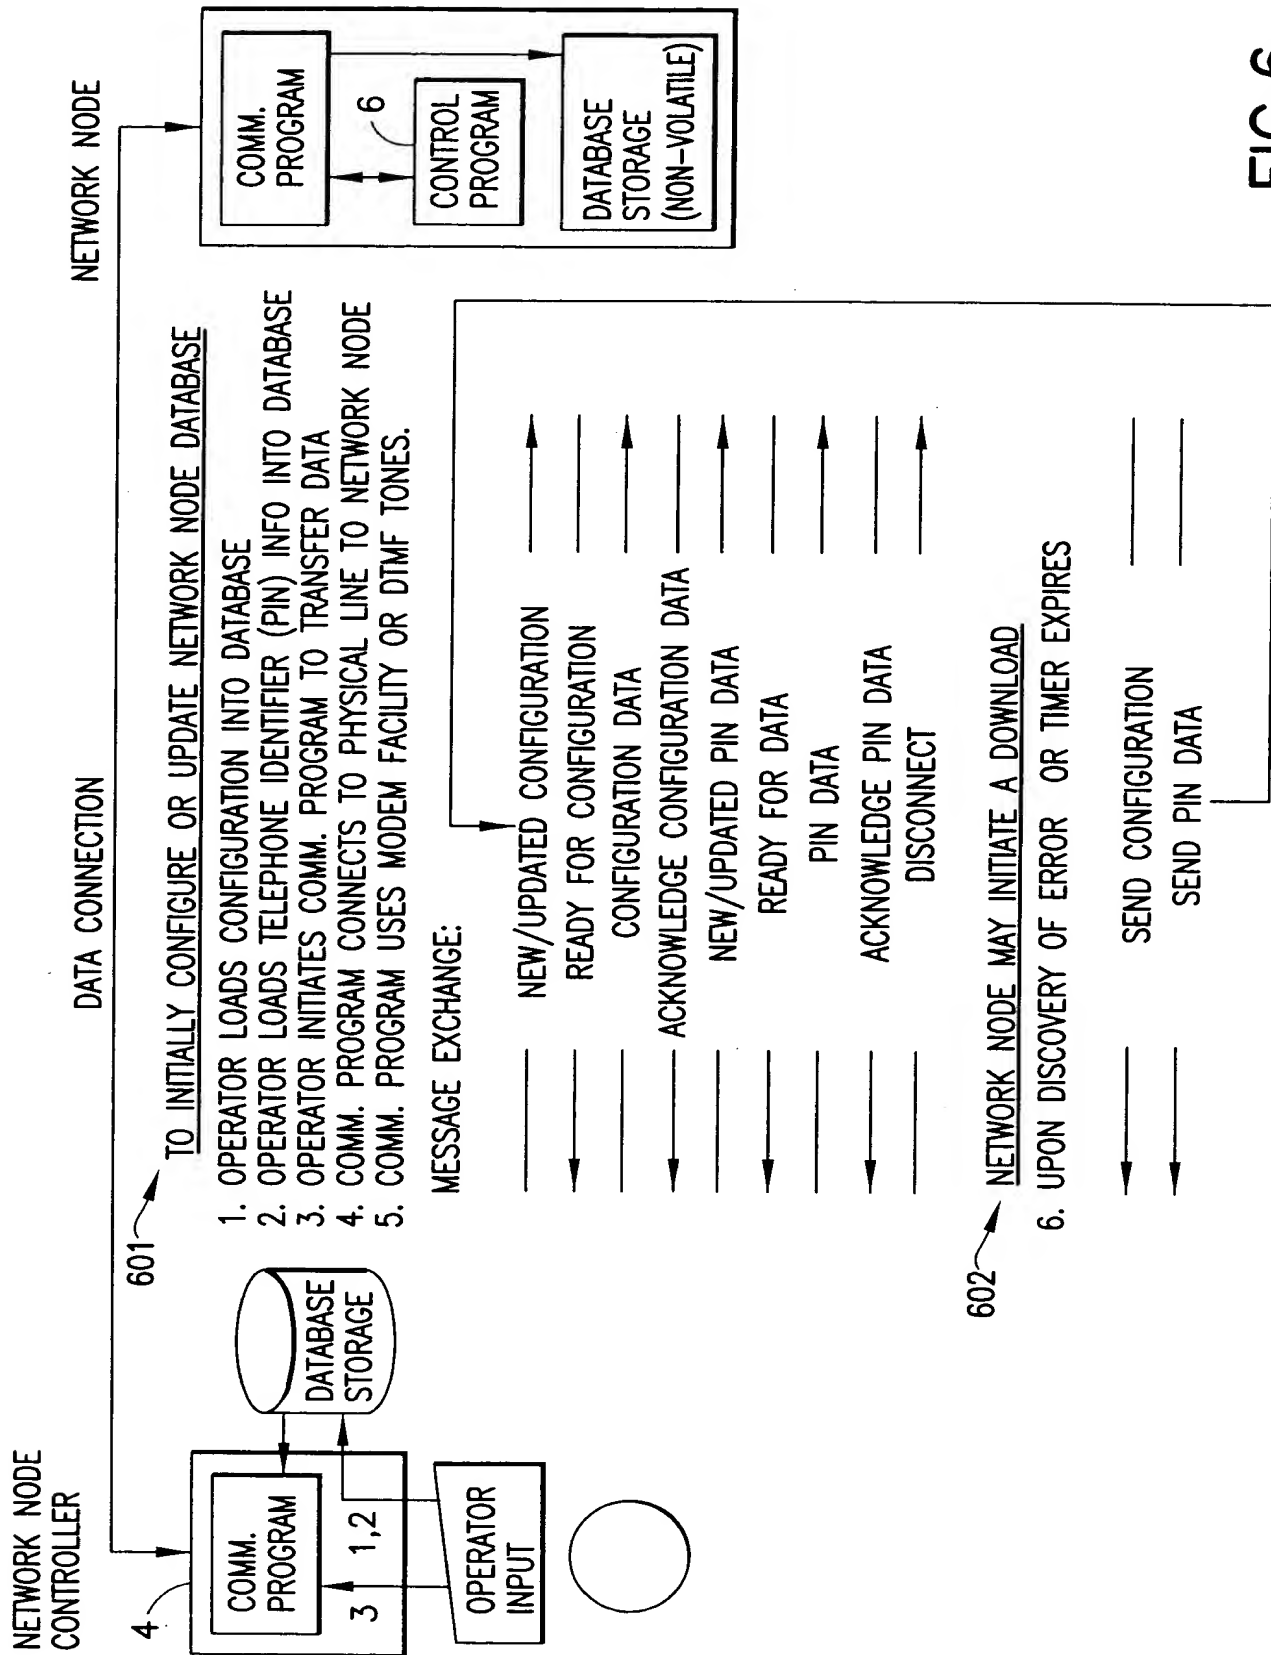 NETWORK NODE
CONTROLLER
4
COMM.
PROGRAM
3
1,2
OPERATOR
INPUT
DATABASE
STORAGE
DATA CONNECTION
601
TO INITIALLY CONFIGURE OR UPDATE NETWORK NODE DATABASE
1. OPERATOR LOADS CONFIGURATION INTO DATABASE
2. OPERATOR LOADS TELEPHONE IDENTIFIER (PIN) INFO INTO DATABASE
3. OPERATOR INITIATES COMM. PROGRAM TO TRANSFER DATA
4. COMM. PROGRAM CONNECTS TO PHYSICAL LINE TO NETWORK NODE
5. COMM. PROGRAM USES MODEM FACILITY OR DTMF TONES.
MESSAGE EXCHANGE:
NEW/UPDATED CONFIGURATION
READY FOR CONFIGURATION
CONFIGURATION DATA
ACKNOWLEDGE CONFIGURATION DATA
NEW/UPDATED PIN DATA
READY FOR DATA
PIN DATA
ACKNOWLEDGE PIN DATA
DISCONNECT
602
NETWORK NODE MAY INITIATE A DOWNLOAD
6. UPON DISCOVERY OF ERROR OR TIMER EXPIRES
SEND CONFIGURATION
SEND PIN DATA
NETWORK NODE
COMM.
PROGRAM
6
CONTROL
PROGRAM
DATABASE
STORAGE
(NON-VOLATILE)
FIG. 6